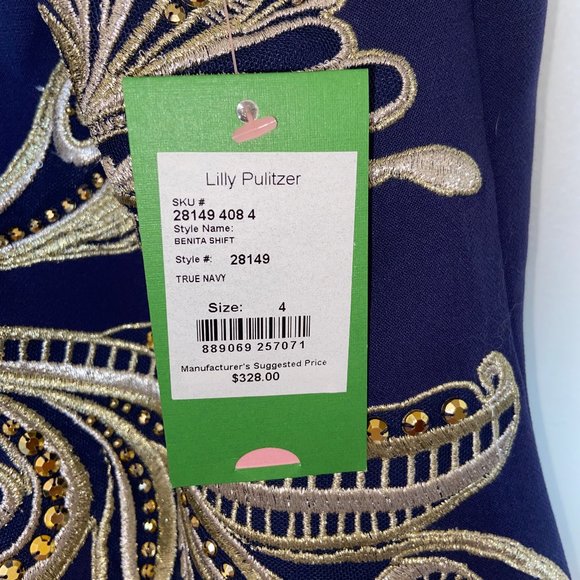 Lilly Pulitzer
SKU #
28149 408 4
Style Name:
BENITA SHIFT
Style #: 28149
TRUE NAVY
Size: 4
889069 257071
Manufacturer's Suggested Price
$328.00